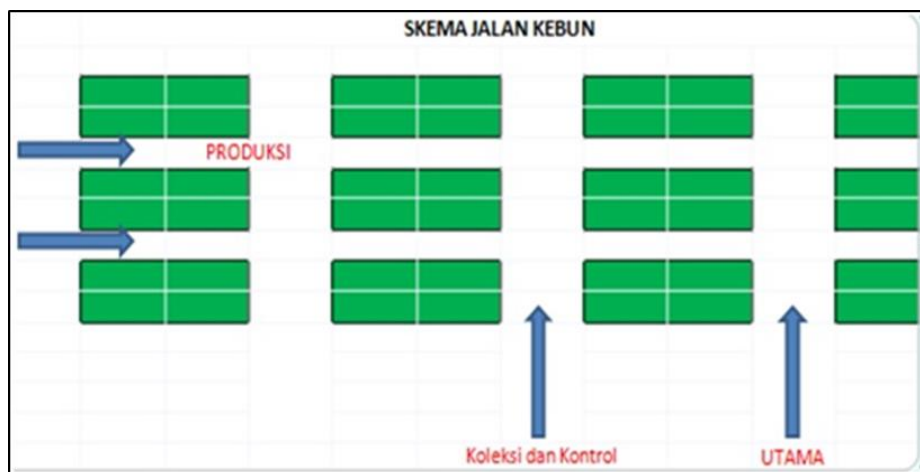 SKEMA JALAN KEBUN
PRODUKSI
Koleksi dan Kontrol
UTAMA